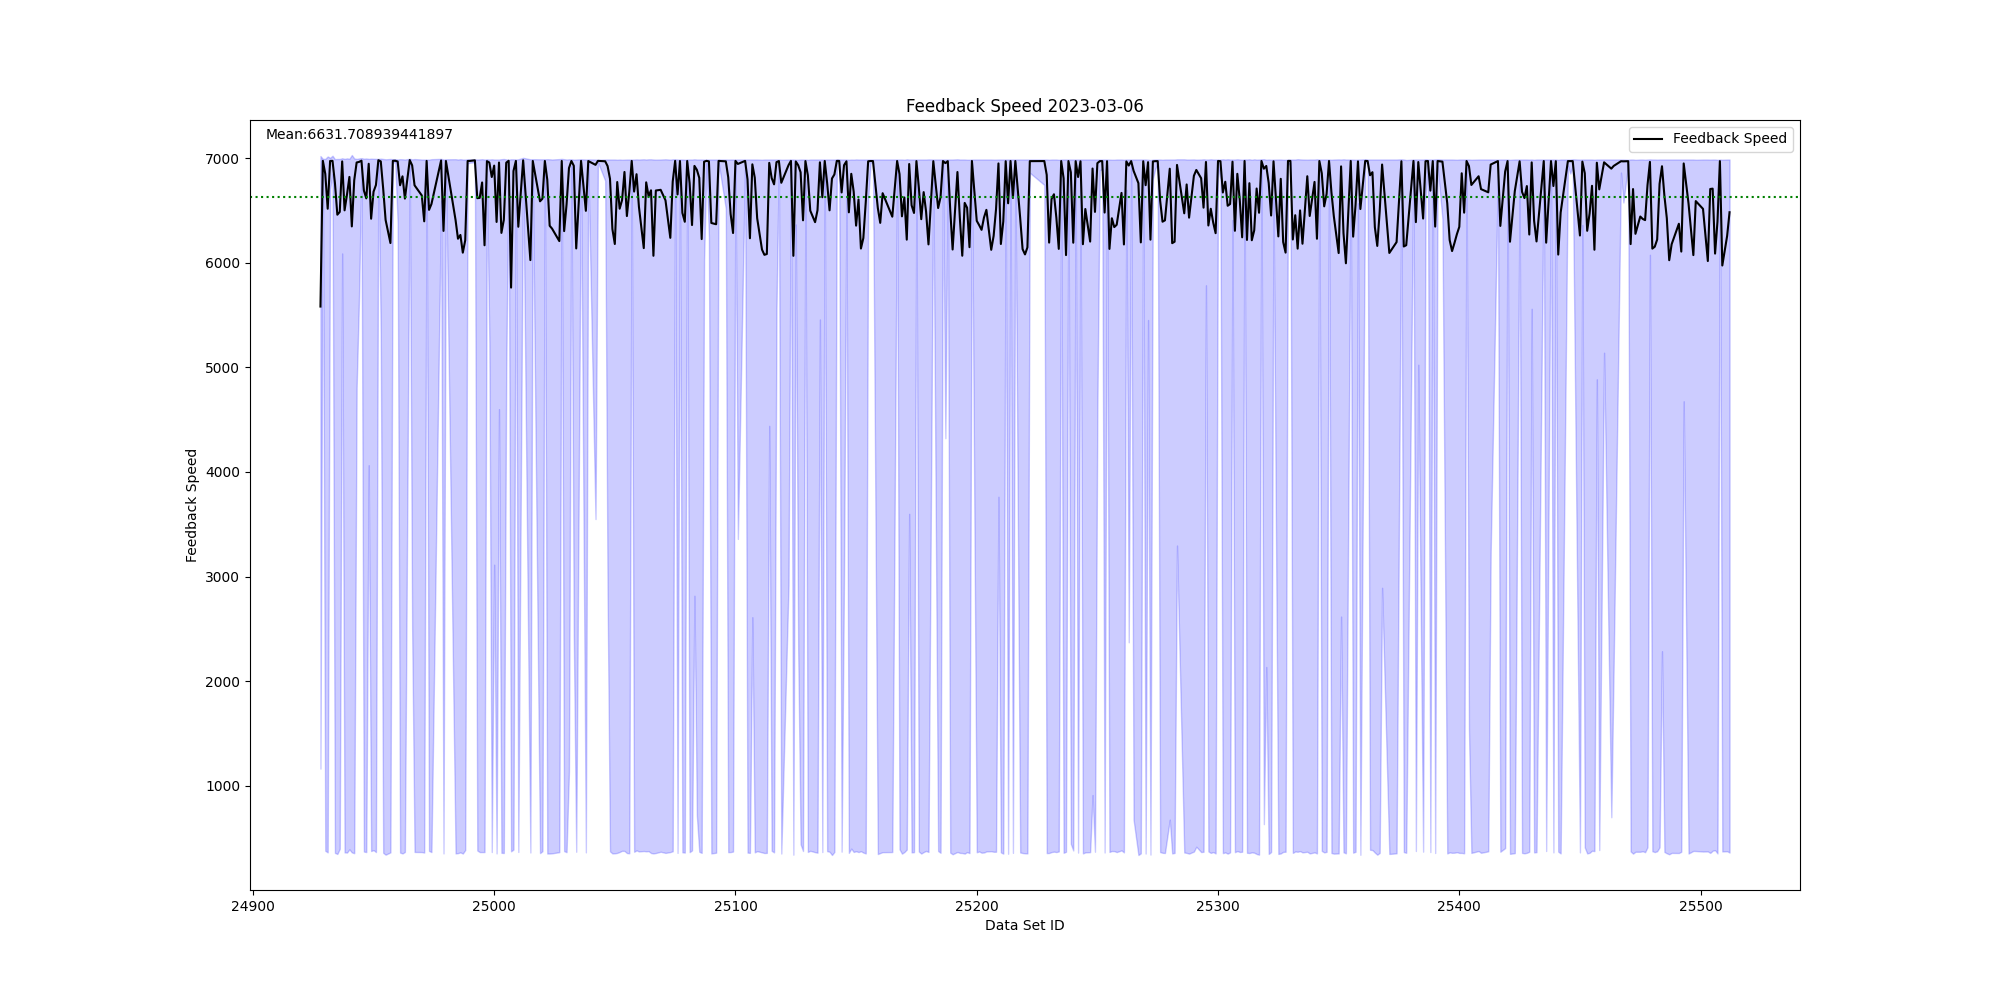 Feedback Speed 2023-03-06
Mean:6631.708939441897
Feedback Speed
7000
6000
5000
4000
3000
2000
1000
Feedback Speed
24900 25000 25100 25200 25300 25400 25500
Data Set ID